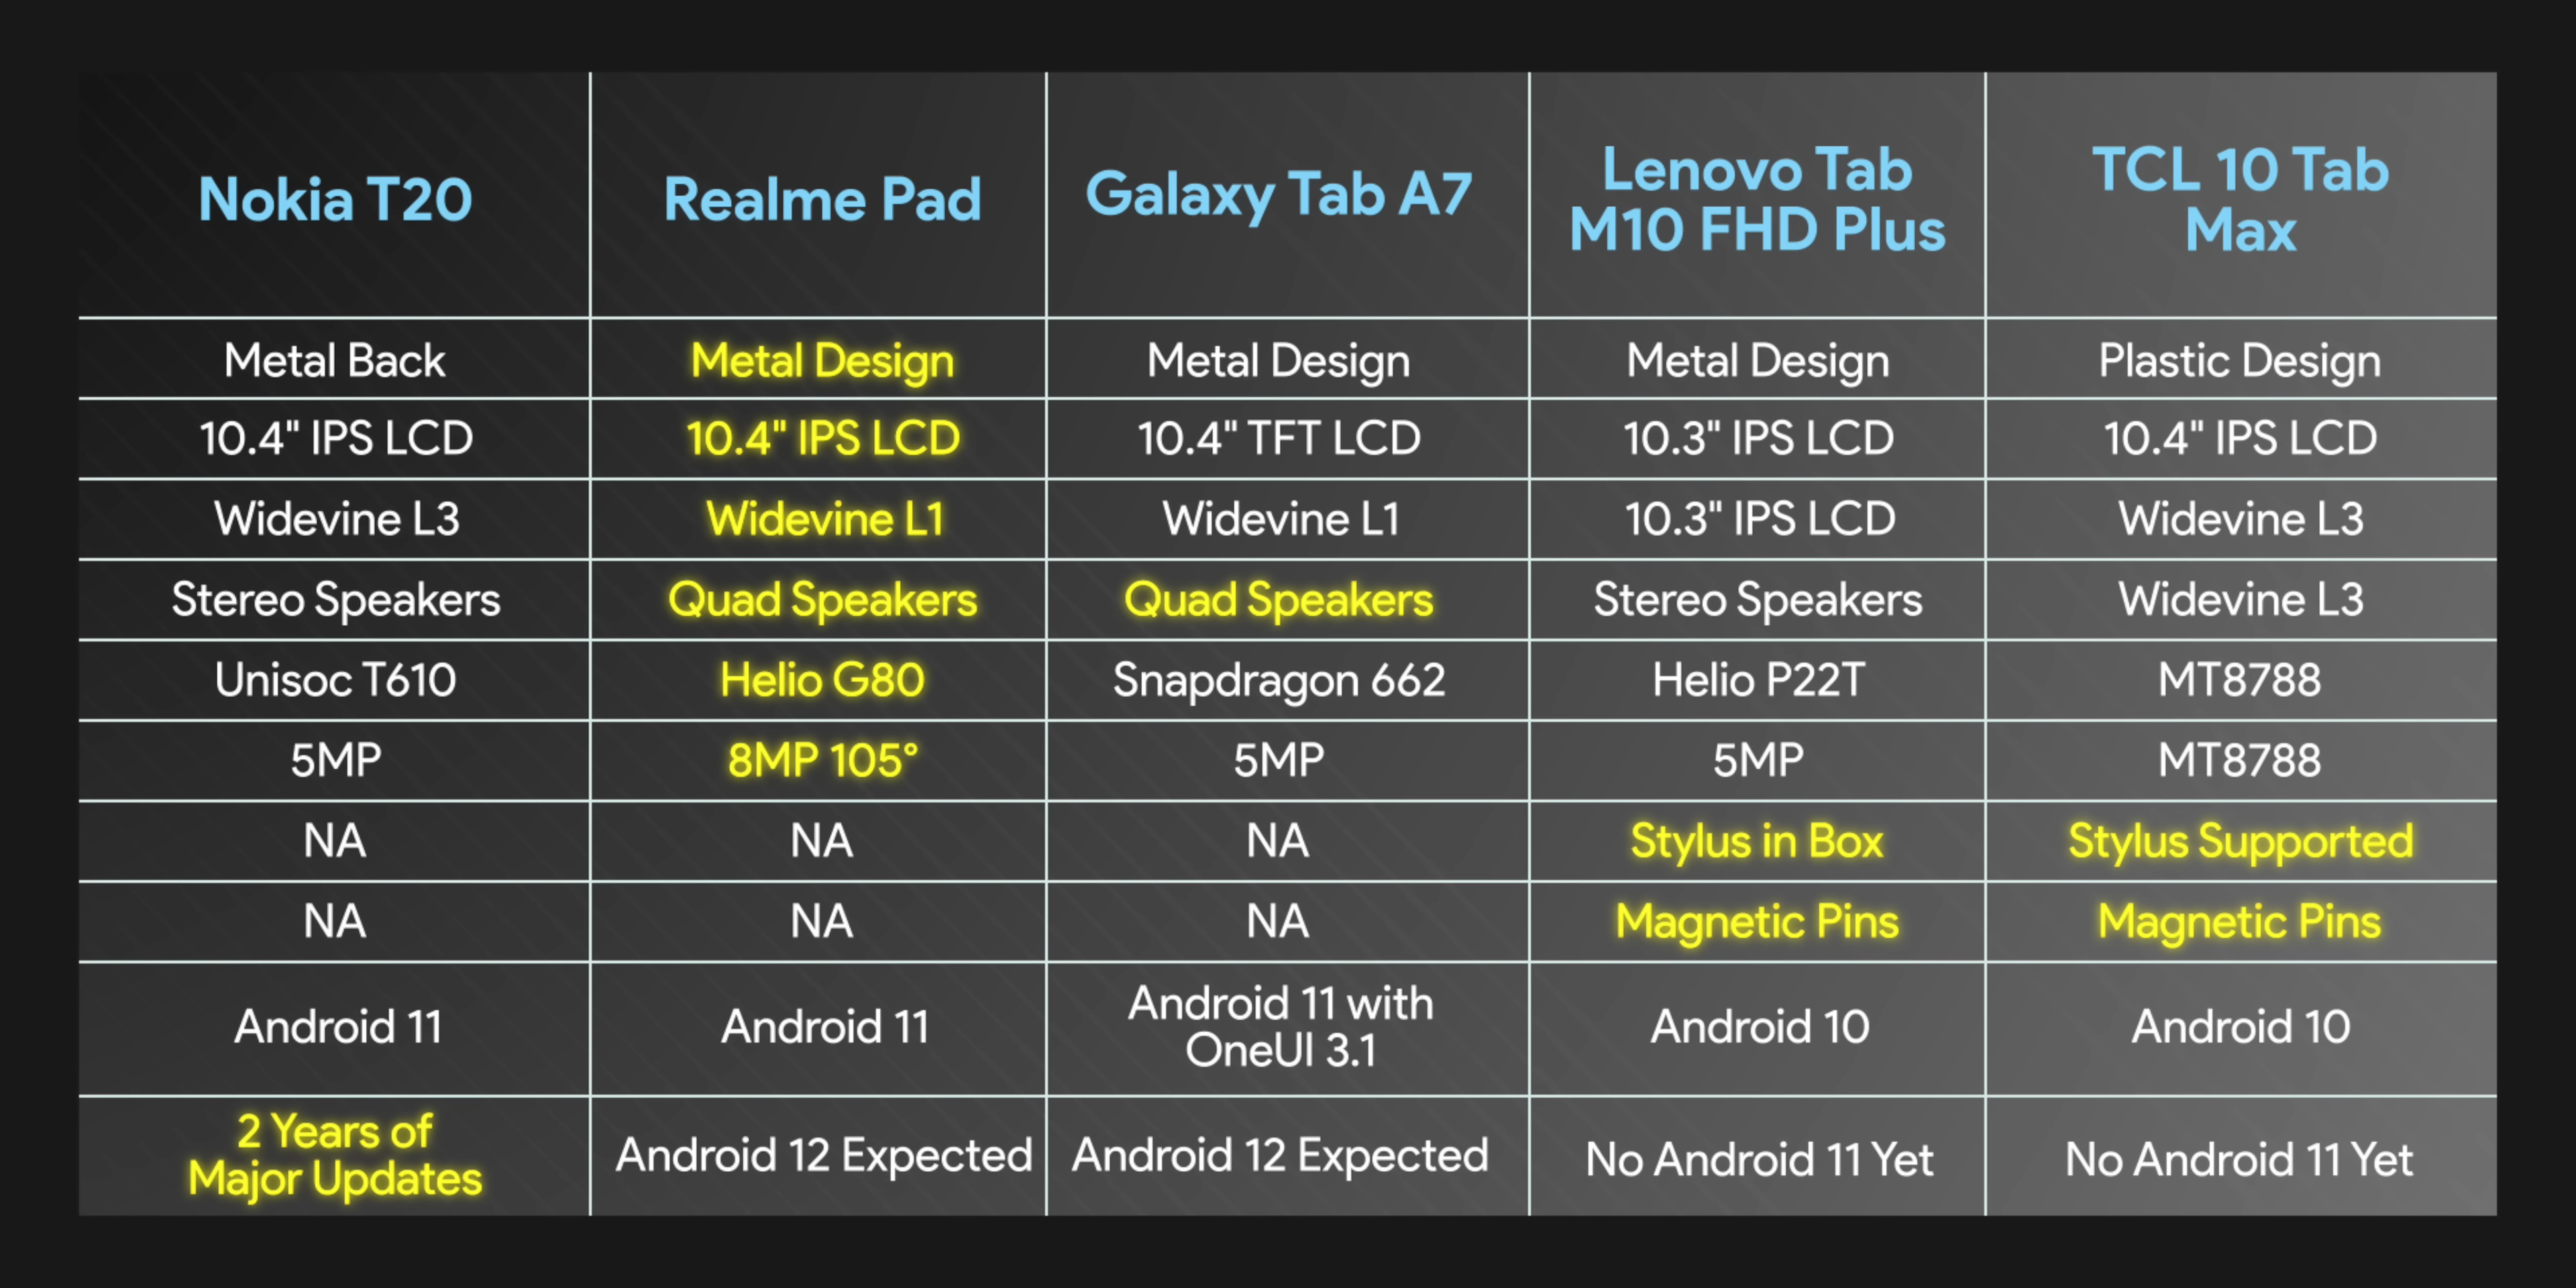 Nokia T20
Realme Pad
Galaxy Tab A7
Lenovo Tab
M10 FHD Plus
TCL 10 Tab
Max
Metal Back
Metal Design
Metal Design
Metal Design
Plastic Design
10.4" IPS LCD
10.4" IPS LCD
10.4" TFT LCD
10.3" IPS LCD
10.4" IPS LCD
Widevine L3
Widevine L1
Widevine L1
10.3" IPS LCD
Widevine L3
Stereo Speakers
Quad Speakers
Quad Speakers
Stereo Speakers
Widevine L3
Unisoc T610
Helio G80
Snapdragon 662
Helio P22T
MT8788
5MP
8MP 105°
5MP
5MP
MT8788
NA
NA
NA
Stylus in Box
Stylus Supported
NA
NA
NA
Magnetic Pins
Magnetic Pins
Android 11
Android 11
Android 11 with
OneUI 3.1
Android 10
Android 10
2 Years of
Major Updates
Android 12 Expected
Android 12 Expected
No Android 11 Yet
No Android 11 Yet